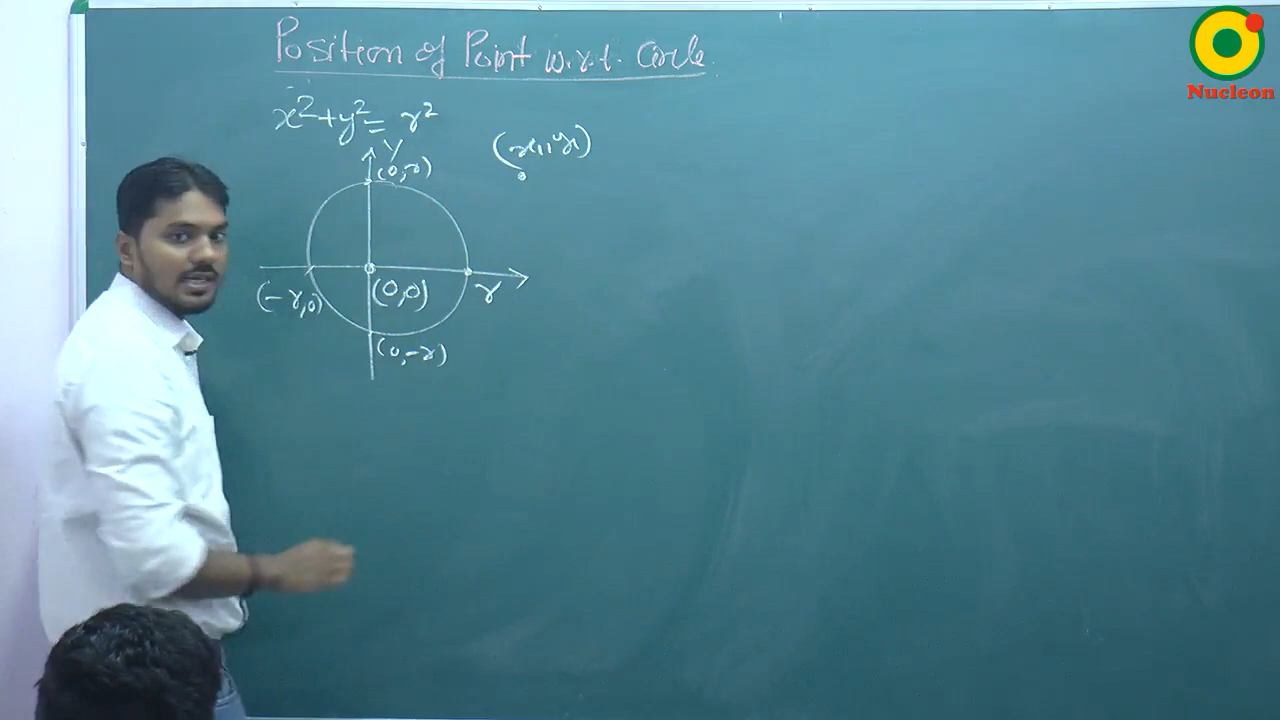 Position of Point w.r.t. Circle
Nucleon
x²+y²= r²
(x₁, y₁)
Y
(0,r)
(-r,0)
(0,0)
r
(0,-r)